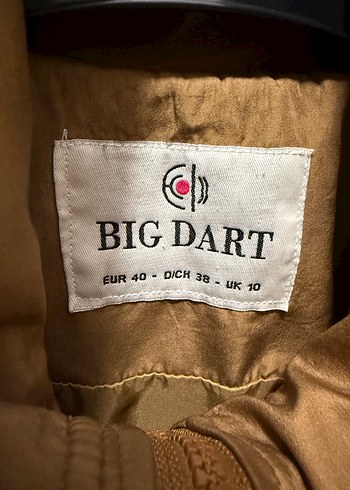 BIG DART
EUR 40 - D/CH 38 - UK 10